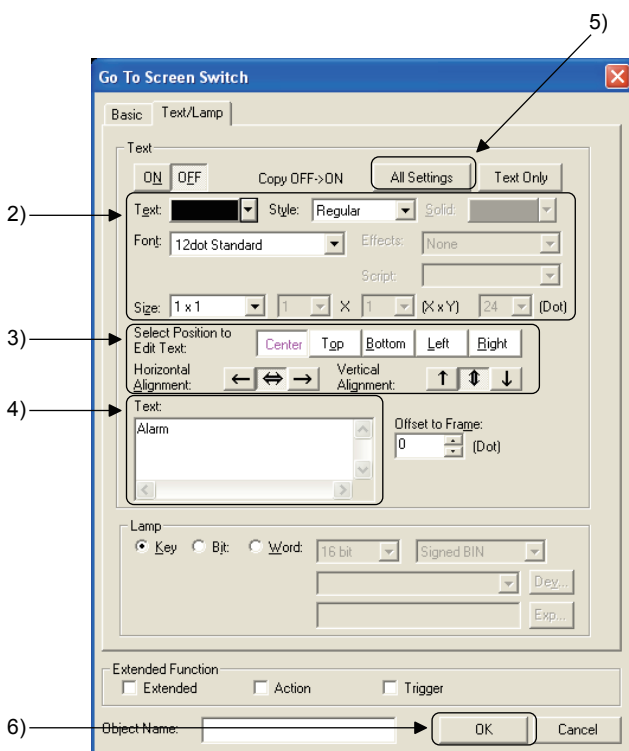 5)
Go To Screen Switch
Basic Text/Lamp
Text
ON OFF Copy OFF->ON All Settings Text Only
2)
Text: Style: Regular Solid:
Font: 12dot Standard Effects: None
Script:
Size: 1 x 1 1 X 1 (X x Y) 24 (Dot)
3)
Select Position to
Edit Text: Center Top Bottom Left Right
Horizontal
Alignment: Vertical
Alignment:
4)
Text:
Alarm
Offset to Frame:
0 (Dot)
Lamp
Key Bit: Word: 16 bit Signed BIN
Dev...
Exp...
Extended Function
Extended Action Trigger
6)
Object Name: OK Cancel